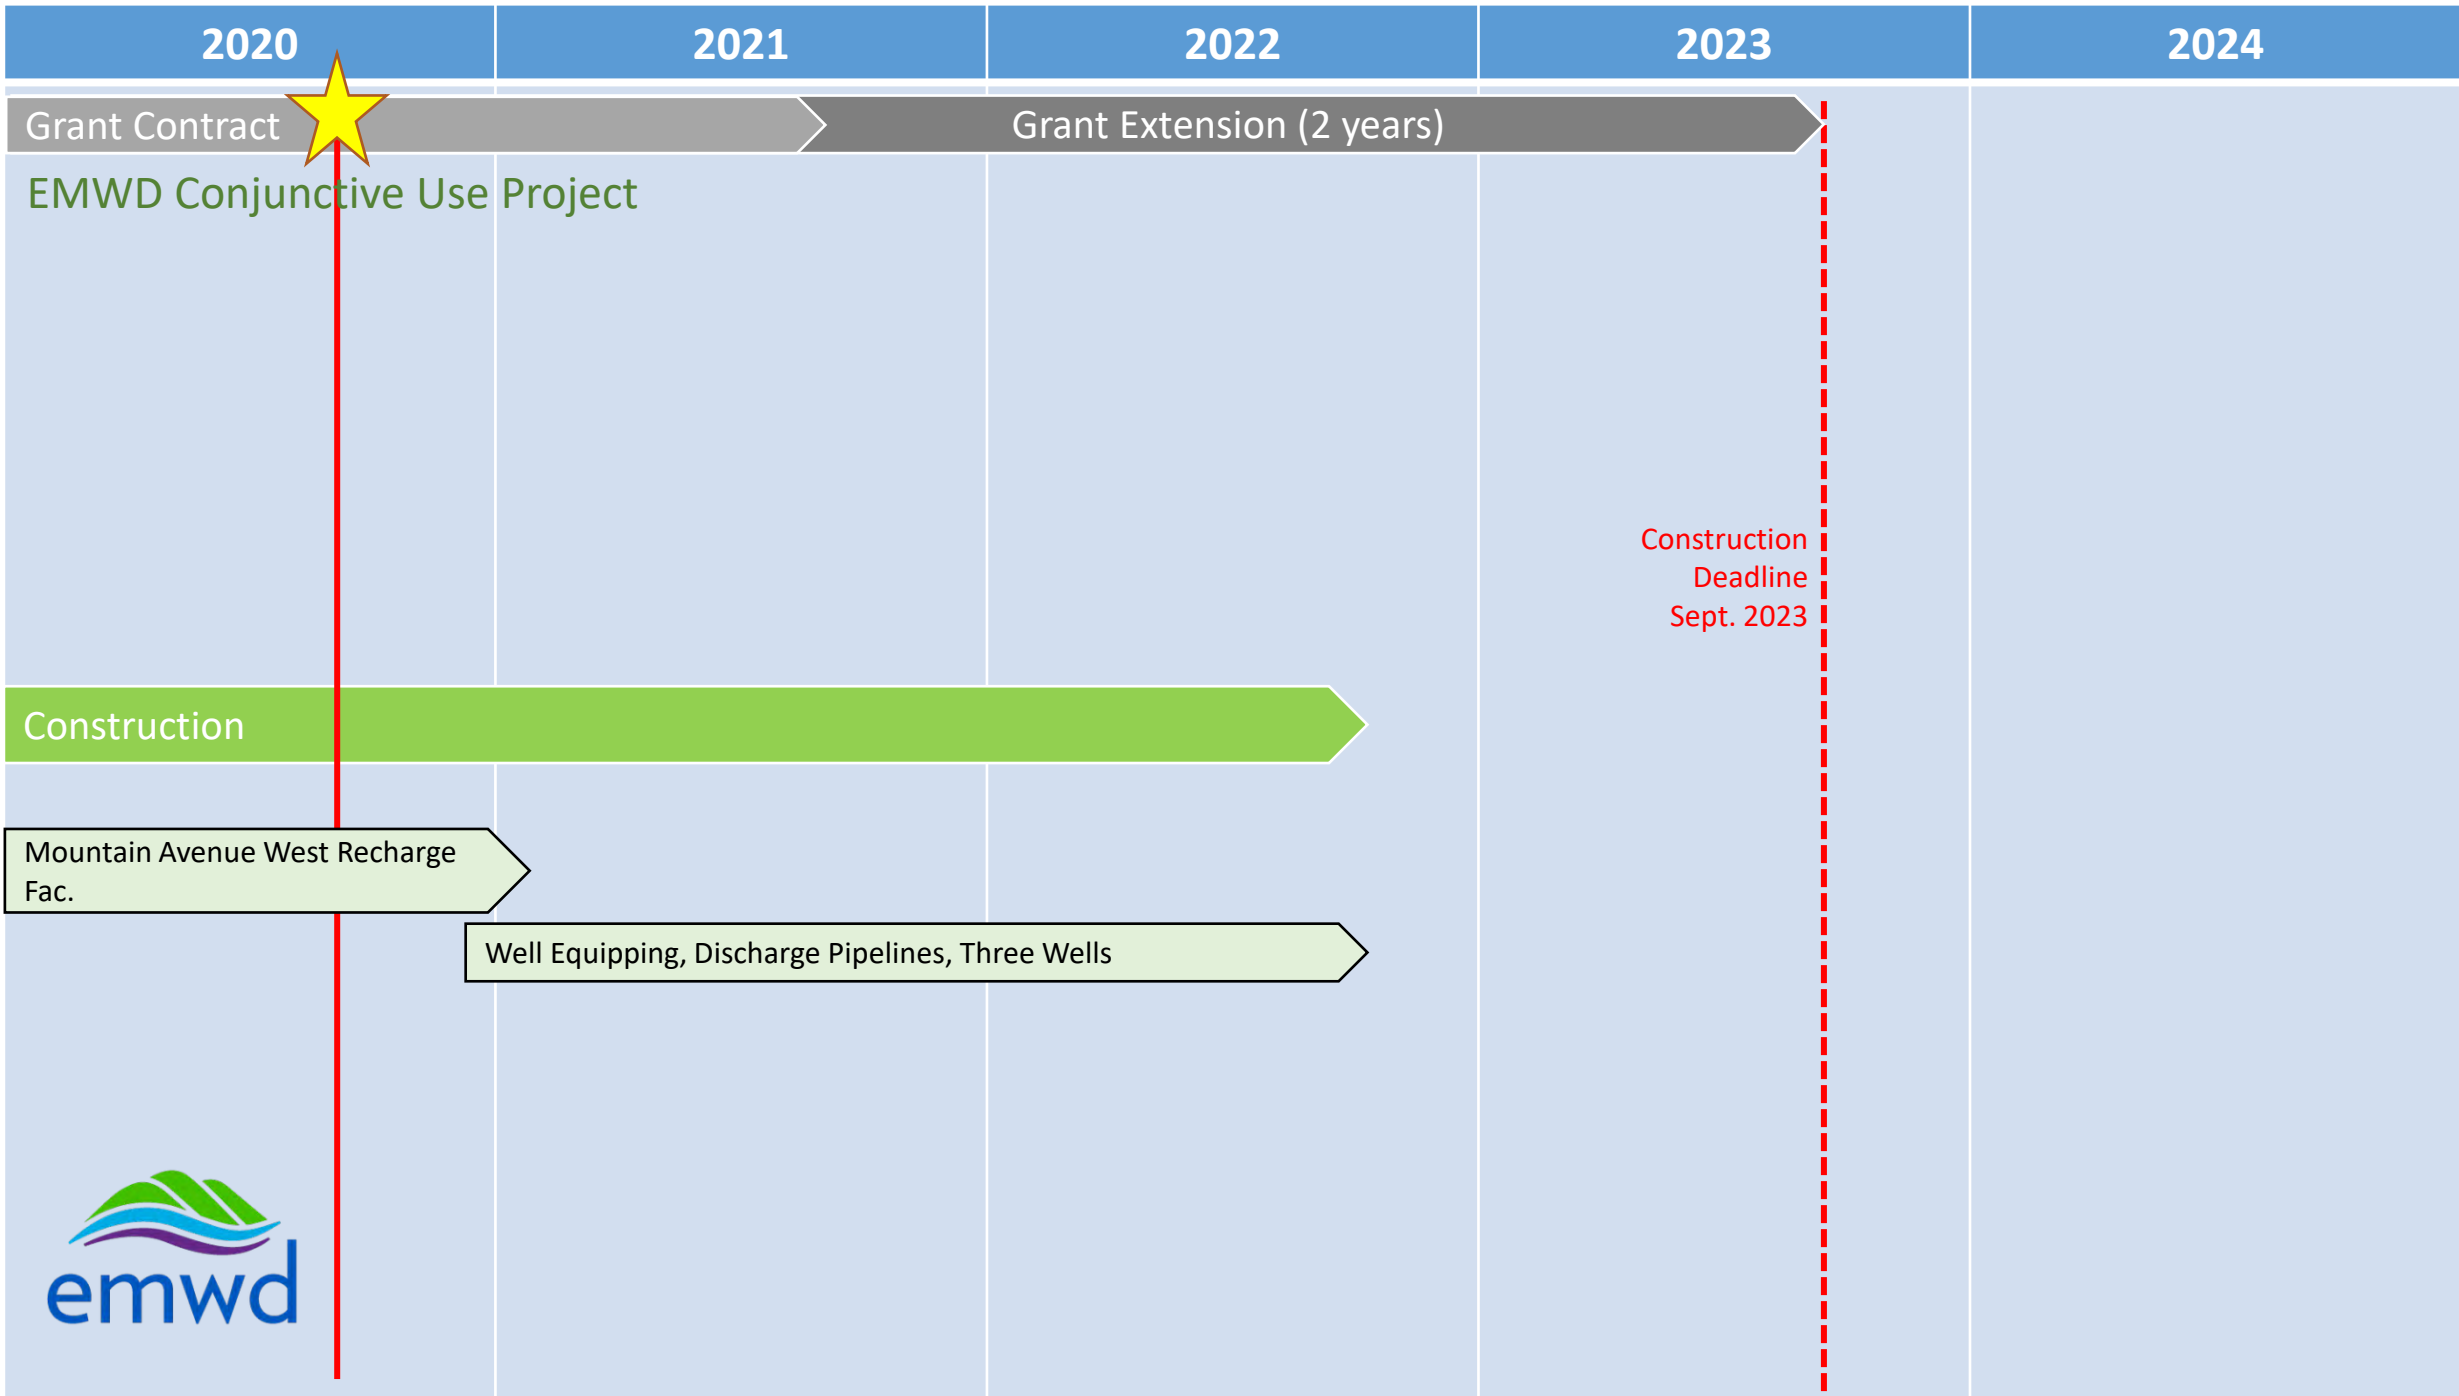 2020 2021 2022 2023 2024
Grant Contract
Grant Extension (2 years)
EMWD Conjunctive Use Project
Construction
Deadline
Sept. 2023
Construction
Mountain Avenue West Recharge
Fac.
Well Equipping, Discharge Pipelines, Three Wells
emwd